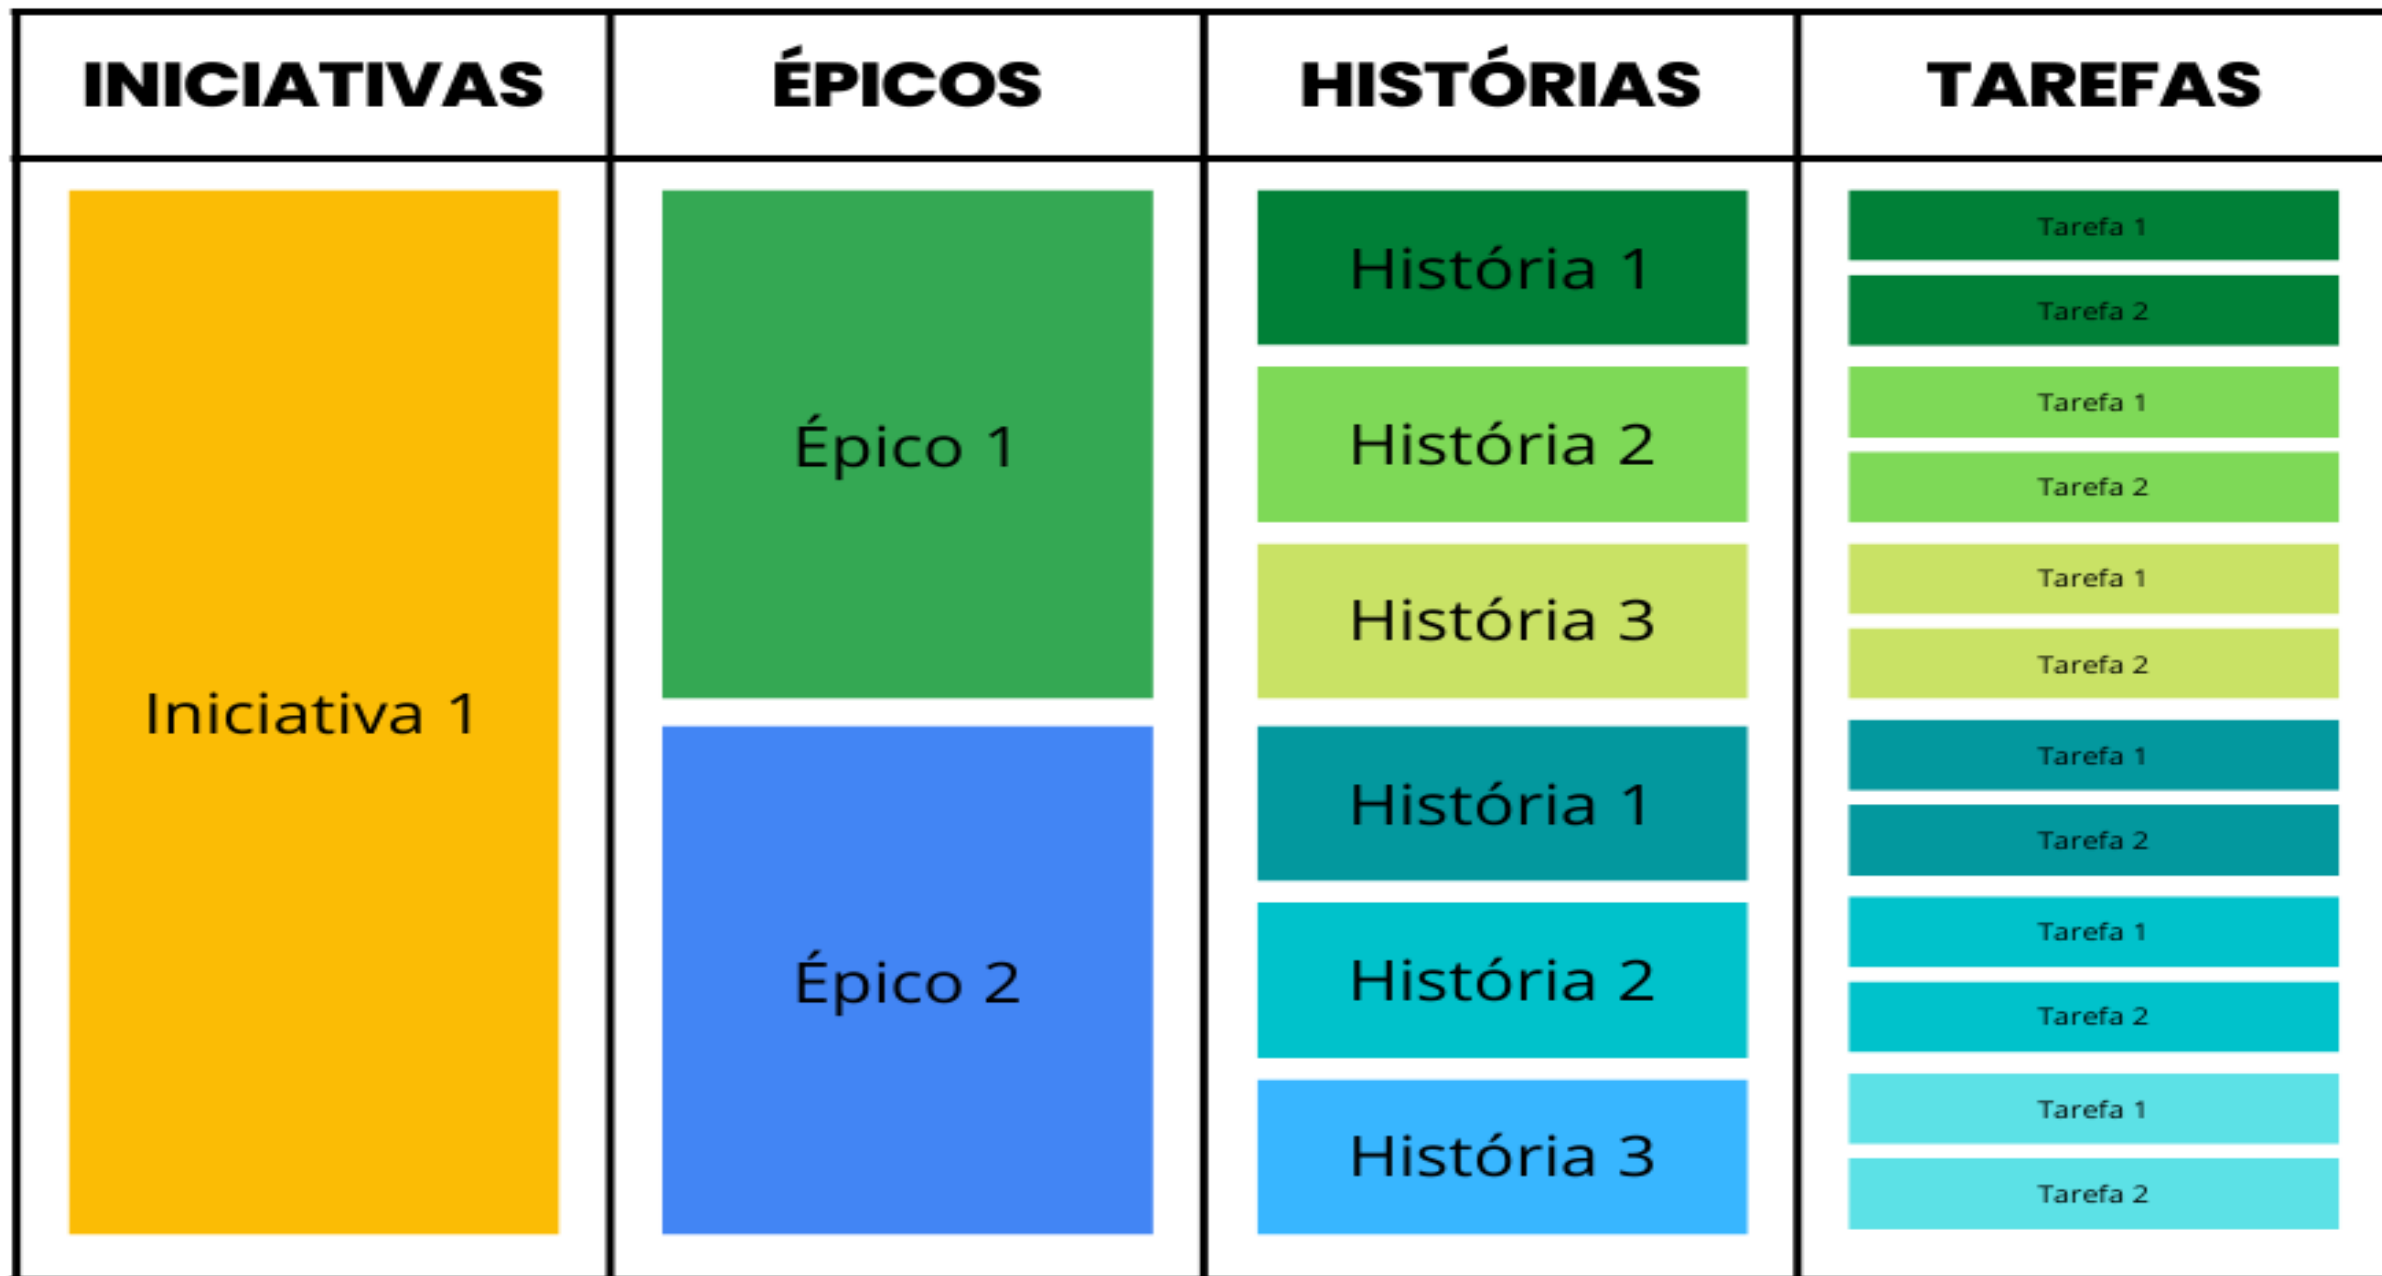 INICIATIVAS
ÉPICOS
HISTÓRIAS
TAREFAS
Iniciativa 1
Épico 1
Épico 2
História 1
História 2
História 3
História 1
História 2
História 3
Tarefa 1
Tarefa 2
Tarefa 1
Tarefa 2
Tarefa 1
Tarefa 2
Tarefa 1
Tarefa 2
Tarefa 1
Tarefa 2
Tarefa 1
Tarefa 2